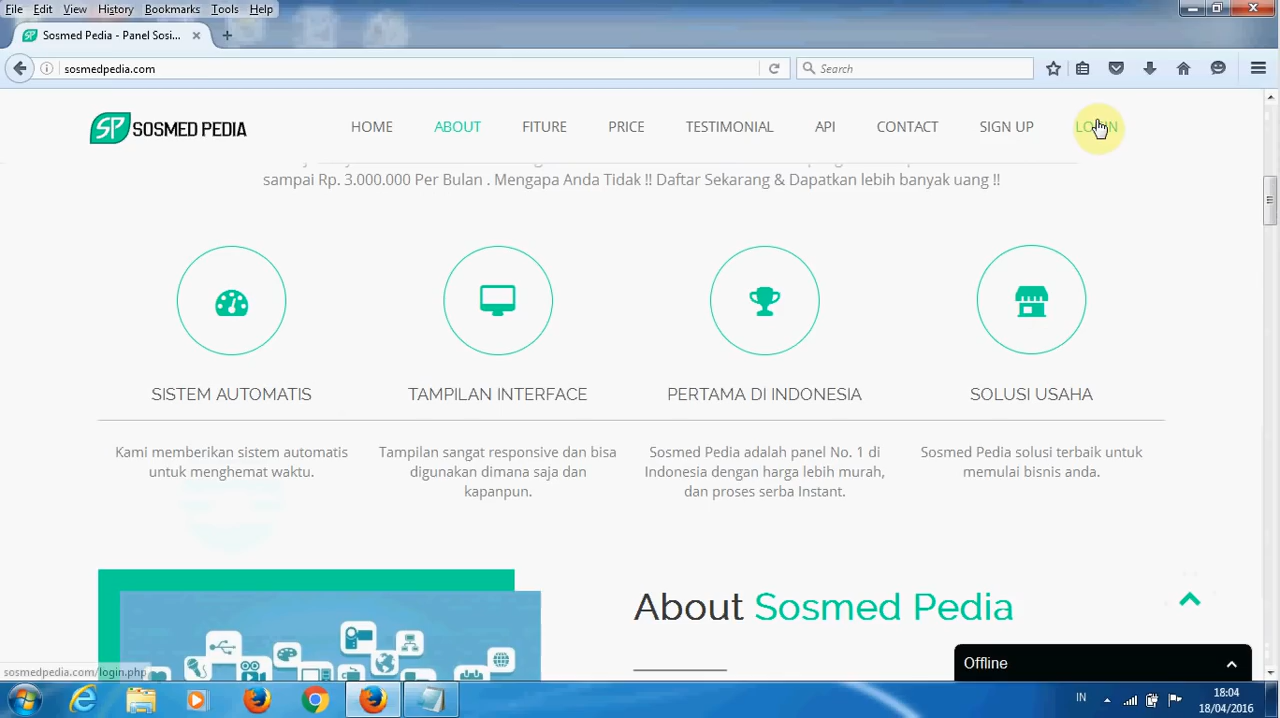 File Edit View History Bookmarks Tools Help
Sosmed Pedia - Panel Sosi...
sosmedpedia.com
Search
SP SOSMED PEDIA
HOME ABOUT FITURE PRICE TESTIMONIAL API CONTACT SIGN UP LOGIN
sampai Rp. 3.000.000 Per Bulan . Mengapa Anda Tidak !! Daftar Sekarang & Dapatkan lebih banyak uang !!
SISTEM AUTOMATIS
Kami memberikan sistem automatis
untuk menghemat waktu.
TAMPILAN INTERFACE
Tampilan sangat responsive dan bisa
digunakan dimana saja dan
kapanpun.
PERTAMA DI INDONESIA
Sosmed Pedia adalah panel No. 1 di
Indonesia dengan harga lebih murah,
dan proses serba Instant.
SOLUSI USAHA
Sosmed Pedia solusi terbaik untuk
memulai bisnis anda.
About Sosmed Pedia
Offline
sosmedpedia.com/login.php
IN
18:04
18/04/2016